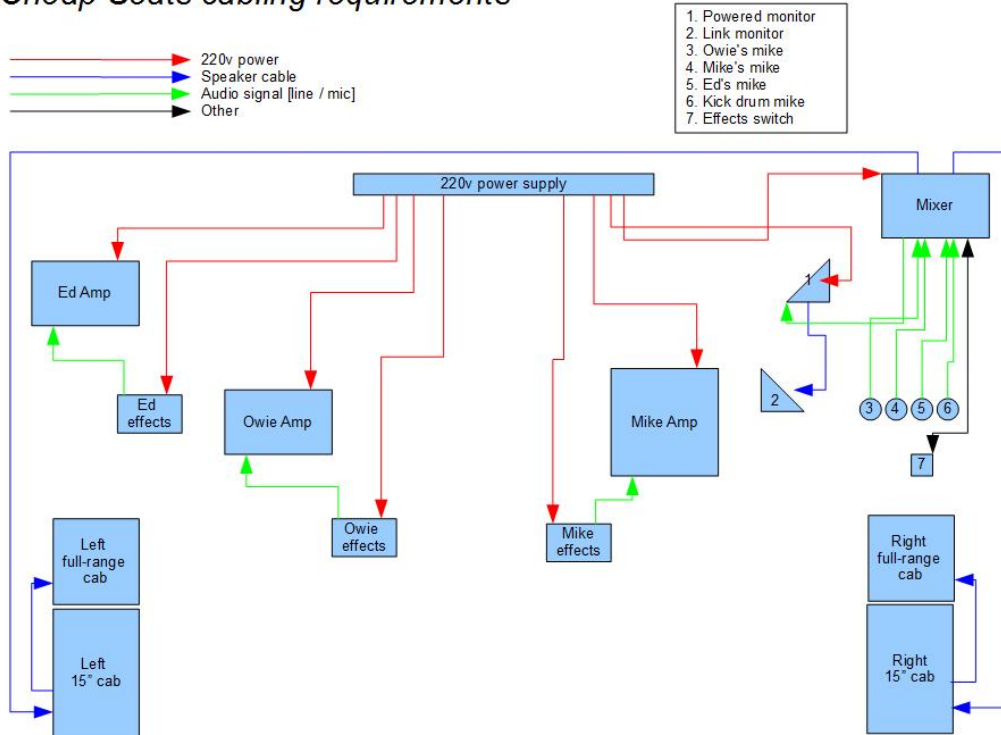 Cheap Seats cabling requirements
220v power
Speaker cable
Audio signal [line / mic]
Other
1. Powered monitor
2. Link monitor
3. Owie's mike
4. Mike's mike
5. Ed's mike
6. Kick drum mike
7. Effects switch
220v power supply
Mixer
Ed Amp
1
Ed
effects
Owie Amp
Mike Amp
2
3
4
5
6
7
Owie
effects
Mike
effects
Left
full-range
cab
Right
full-range
cab
Left
15" cab
Right
15" cab